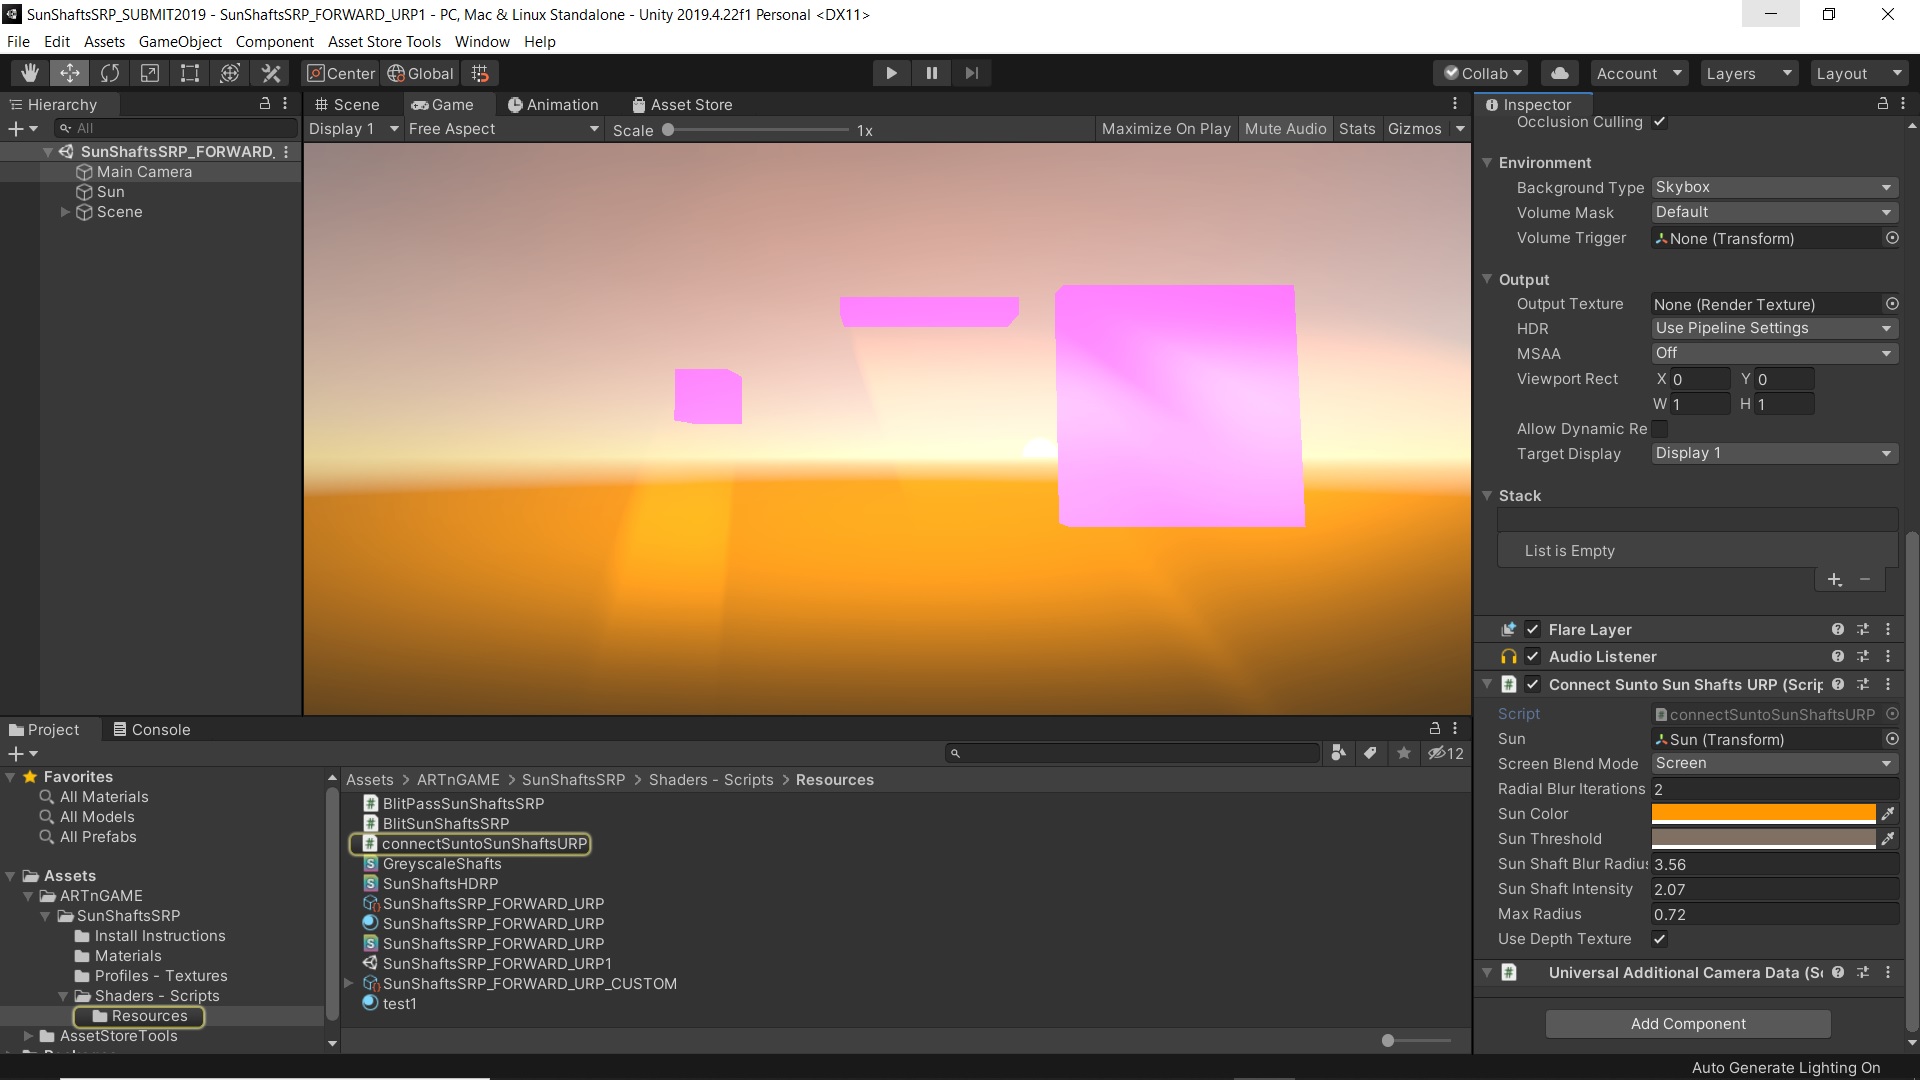 SunShaftsSRP_SUBMIT2019 - SunShaftsSRP_FORWARD_URP1 - PC, Mac & Linux Standalone - Unity 2019.4.22f1 Personal <DX11>
File Edit Assets GameObject Component Asset Store Tools Window Help
Center Global Collab Account Layers Layout
Hierarchy
All
SunShaftsSRP_FORWARD_
Main Camera
Sun
Scene
Scene Game Animation Asset Store
Display 1 Free Aspect Scale 1x Maximize On Play Mute Audio Stats Gizmos
Inspector
Occlusion Culling
Environment
Background Type Skybox
Volume Mask Default
Volume Trigger None (Transform)
Output
Output Texture None (Render Texture)
HDR Use Pipeline Settings
MSAA Off
Viewport Rect X 0 Y 0
W 1 H 1
Allow Dynamic Re
Target Display Display 1
Stack
List is Empty
Flare Layer
Audio Listener
Connect Sunto Sun Shafts URP (Scrip
Script connectSuntoSunShaftsURP
Sun Sun (Transform)
Screen Blend Mode Screen
Radial Blur Iterations 2
Sun Color
Sun Threshold
Sun Shaft Blur Radiu 3.56
Sun Shaft Intensity 2.07
Max Radius 0.72
Use Depth Texture
Universal Additional Camera Data (Sc
Add Component
Project Console
12
Favorites
All Materials
All Models
All Prefabs
Assets
ARTnGAME
SunShaftsSRP
Install Instructions
Materials
Profiles - Textures
Shaders - Scripts
Resources
AssetStoreTools
Assets > ARTnGAME > SunShaftsSRP > Shaders - Scripts > Resources
BlitPassSunShaftsSRP
BlitSunShaftsSRP
connectSuntoSunShaftsURP
GreyscaleShafts
SunShaftsHDRP
SunShaftsSRP_FORWARD_URP
SunShaftsSRP_FORWARD_URP
SunShaftsSRP_FORWARD_URP
SunShaftsSRP_FORWARD_URP1
SunShaftsSRP_FORWARD_URP_CUSTOM
test1
Auto Generate Lighting On